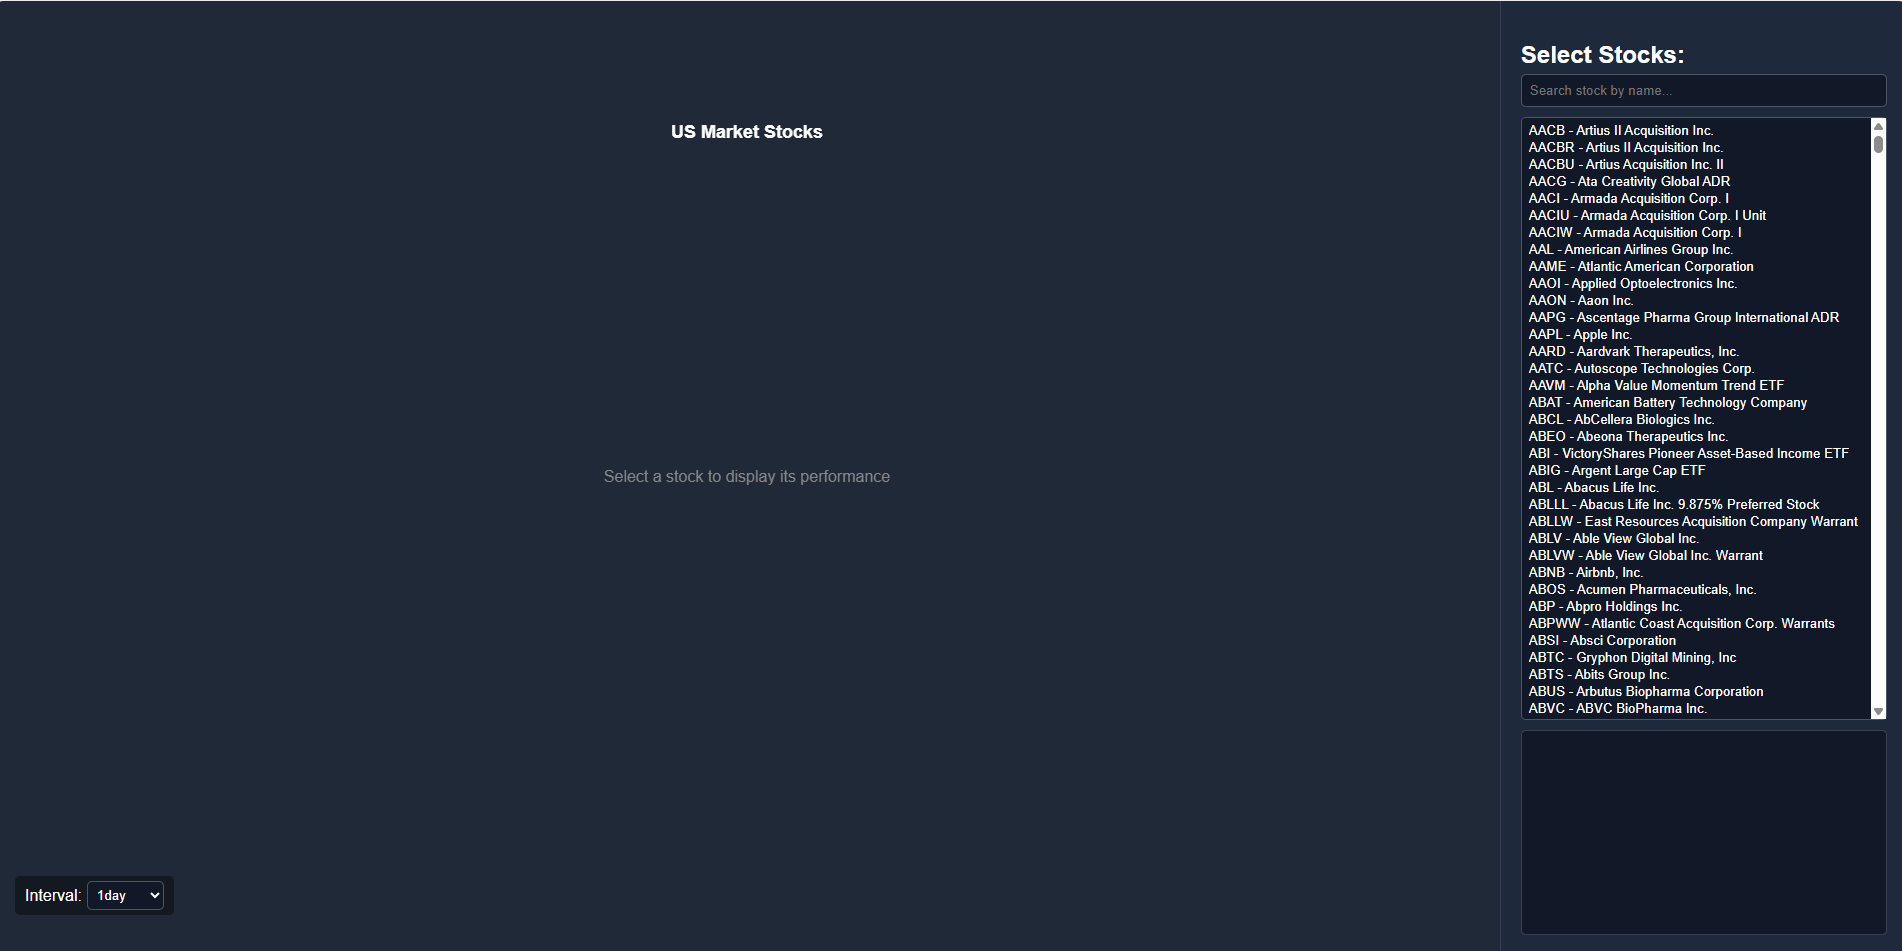 US Market Stocks
Select a stock to display its performance
Interval: 1day
Select Stocks:
Search stock by name...
AACB - Artius II Acquisition Inc.
AACBR - Artius II Acquisition Inc.
AACBU - Artius Acquisition Inc. II
AACG - Ata Creativity Global ADR
AACI - Armada Acquisition Corp. I
AACIU - Armada Acquisition Corp. I Unit
AACIW - Armada Acquisition Corp. I
AAL - American Airlines Group Inc.
AAME - Atlantic American Corporation
AAOI - Applied Optoelectronics Inc.
AAON - Aaon Inc.
AAPG - Ascentage Pharma Group International ADR
AAPL - Apple Inc.
AARD - Aardvark Therapeutics, Inc.
AATC - Autoscope Technologies Corp.
AAVM - Alpha Value Momentum Trend ETF
ABAT - American Battery Technology Company
ABCL - AbCellera Biologics Inc.
ABEO - Abeona Therapeutics Inc.
ABI - VictoryShares Pioneer Asset-Based Income ETF
ABIG - Argent Large Cap ETF
ABL - Abacus Life Inc.
ABLLL - Abacus Life Inc. 9.875% Preferred Stock
ABLLW - East Resources Acquisition Company Warrant
ABLV - Able View Global Inc.
ABLVW - Able View Global Inc. Warrant
ABNB - Airbnb, Inc.
ABOS - Acumen Pharmaceuticals, Inc.
ABP - Abpro Holdings Inc.
ABPWW - Atlantic Coast Acquisition Corp. Warrants
ABSI - Absci Corporation
ABTC - Gryphon Digital Mining, Inc
ABTS - Abits Group Inc.
ABUS - Arbutus Biopharma Corporation
ABVC - ABVC BioPharma Inc.